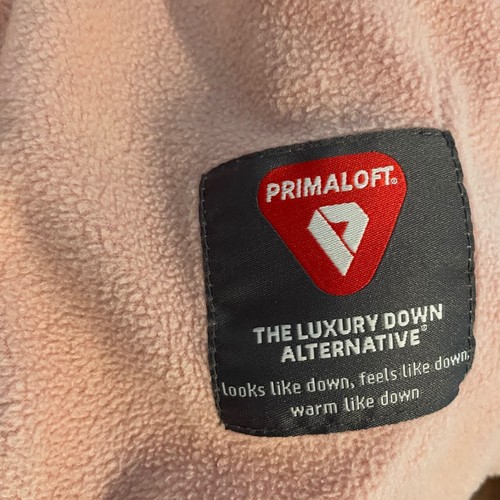 PRIMALOFT®
THE LUXURY DOWN
ALTERNATIVE®
looks like down, feels like down,
warm like down